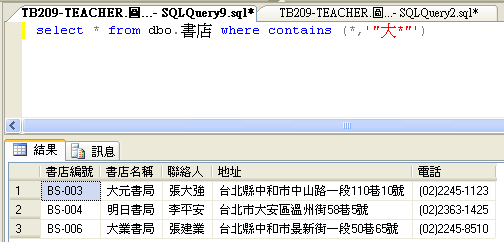 TB209-TEACHER.圖...- SQLQuery9.sql* TB209-TEACHER.圖...- SQLQuery2.sql*
select * from dbo.書店 where contains (*,'"大*"')
結果 訊息
書店編號 書店名稱 聯絡人 地址 電話
1 BS-003 大元書局 張大強 台北縣中和市中山路一段110巷10號 (02)2245-1123
2 BS-004 明日書局 李平安 台北市大安區溫州街58巷5號 (02)2363-1425
3 BS-006 大業書局 張建業 台北縣中和市景新街一段50巷65號 (02)2245-8510